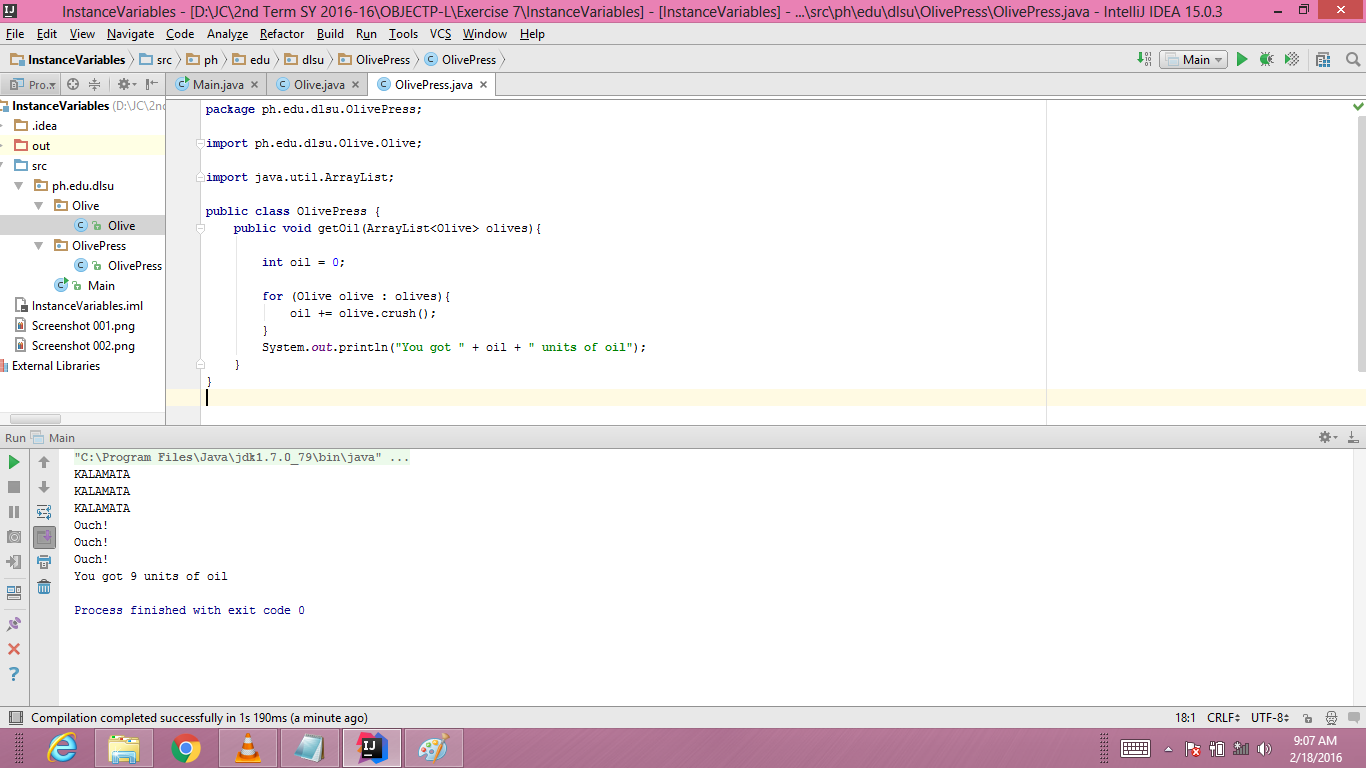 InstanceVariables - [D:\JC\2nd Term SY 2016-16\OBJECTP-L\Exercise 7\InstanceVariables] - [InstanceVariables] - ...\src\ph\edu\dlsu\OlivePress\OlivePress.java - IntelliJ IDEA 15.0.3
File Edit View Navigate Code Analyze Refactor Build Run Tools VCS Window Help
InstanceVariables src ph edu dlsu OlivePress OlivePress Main
Pro... Main.java Olive.java OlivePress.java
InstanceVariables (D:\JC\2nd
.idea
out
src
ph.edu.dlsu
Olive
Olive
OlivePress
OlivePress
Main
InstanceVariables.iml
Screenshot 001.png
Screenshot 002.png
External Libraries
package ph.edu.dlsu.OlivePress;
import ph.edu.dlsu.Olive.Olive;
import java.util.ArrayList;
public class OlivePress {
public void getOil(ArrayList<Olive> olives){
int oil = 0;
for (Olive olive : olives){
oil += olive.crush();
}
System.out.println("You got " + oil + " units of oil");
}
}
Run Main
"C:\Program Files\Java\jdk1.7.0_79\bin\java" ...
KALAMATA
KALAMATA
KALAMATA
Ouch!
Ouch!
Ouch!
You got 9 units of oil
Process finished with exit code 0
Compilation completed successfully in 1s 190ms (a minute ago) 18:1 CRLF UTF-8
9:07 AM
2/18/2016